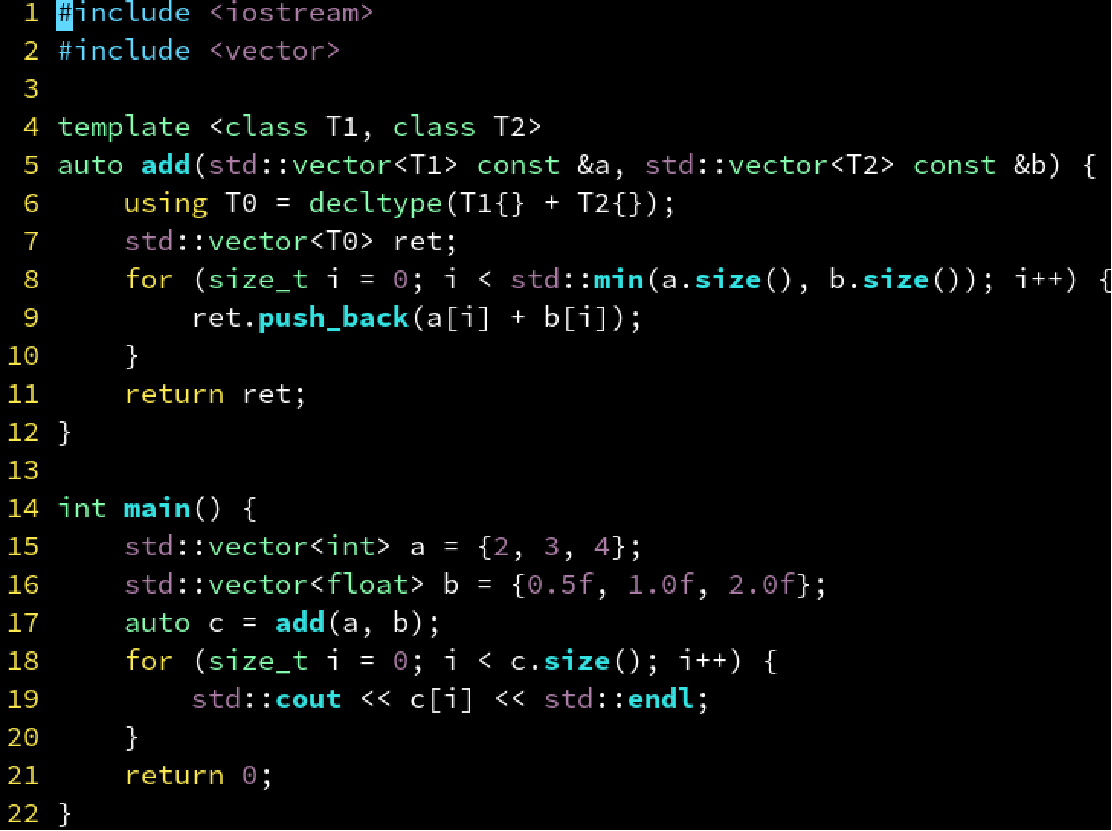 1 #include <iostream>
2 #include <vector>
3
4 template <class T1, class T2>
5 auto add(std::vector<T1> const &a, std::vector<T2> const &b) {
6     using T0 = decltype(T1{} + T2{});
7     std::vector<T0> ret;
8     for (size_t i = 0; i < std::min(a.size(), b.size()); i++) {
9         ret.push_back(a[i] + b[i]);
10     }
11     return ret;
12 }
13
14 int main() {
15     std::vector<int> a = {2, 3, 4};
16     std::vector<float> b = {0.5f, 1.0f, 2.0f};
17     auto c = add(a, b);
18     for (size_t i = 0; i < c.size(); i++) {
19         std::cout << c[i] << std::endl;
20     }
21     return 0;
22 }